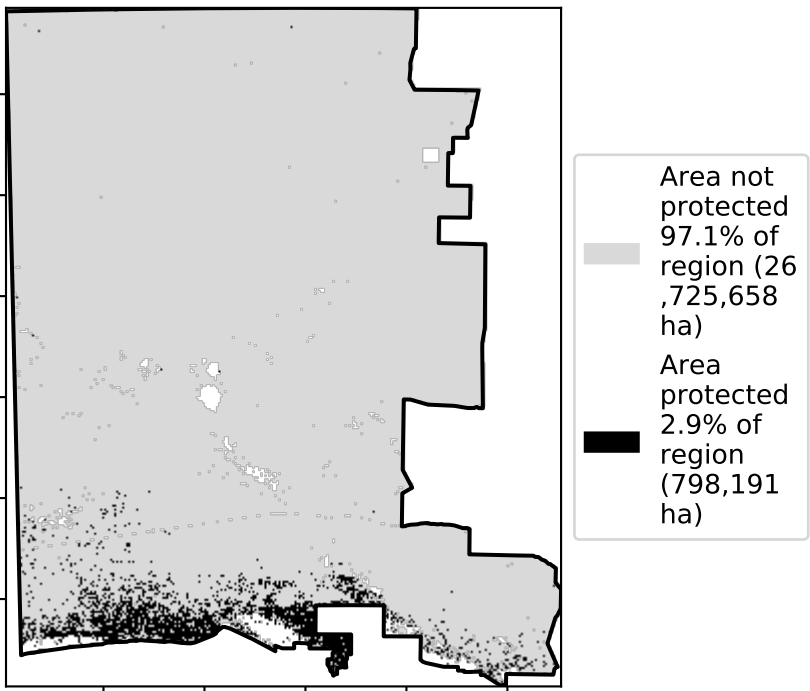 Area not
protected
97.1% of
region (26
,725,658
ha)
Area
protected
2.9% of
region
(798,191
ha)